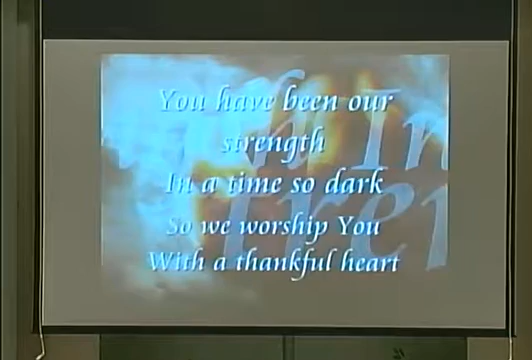 You have been our
strength
In a time so dark
So we worship You
With a thankful heart